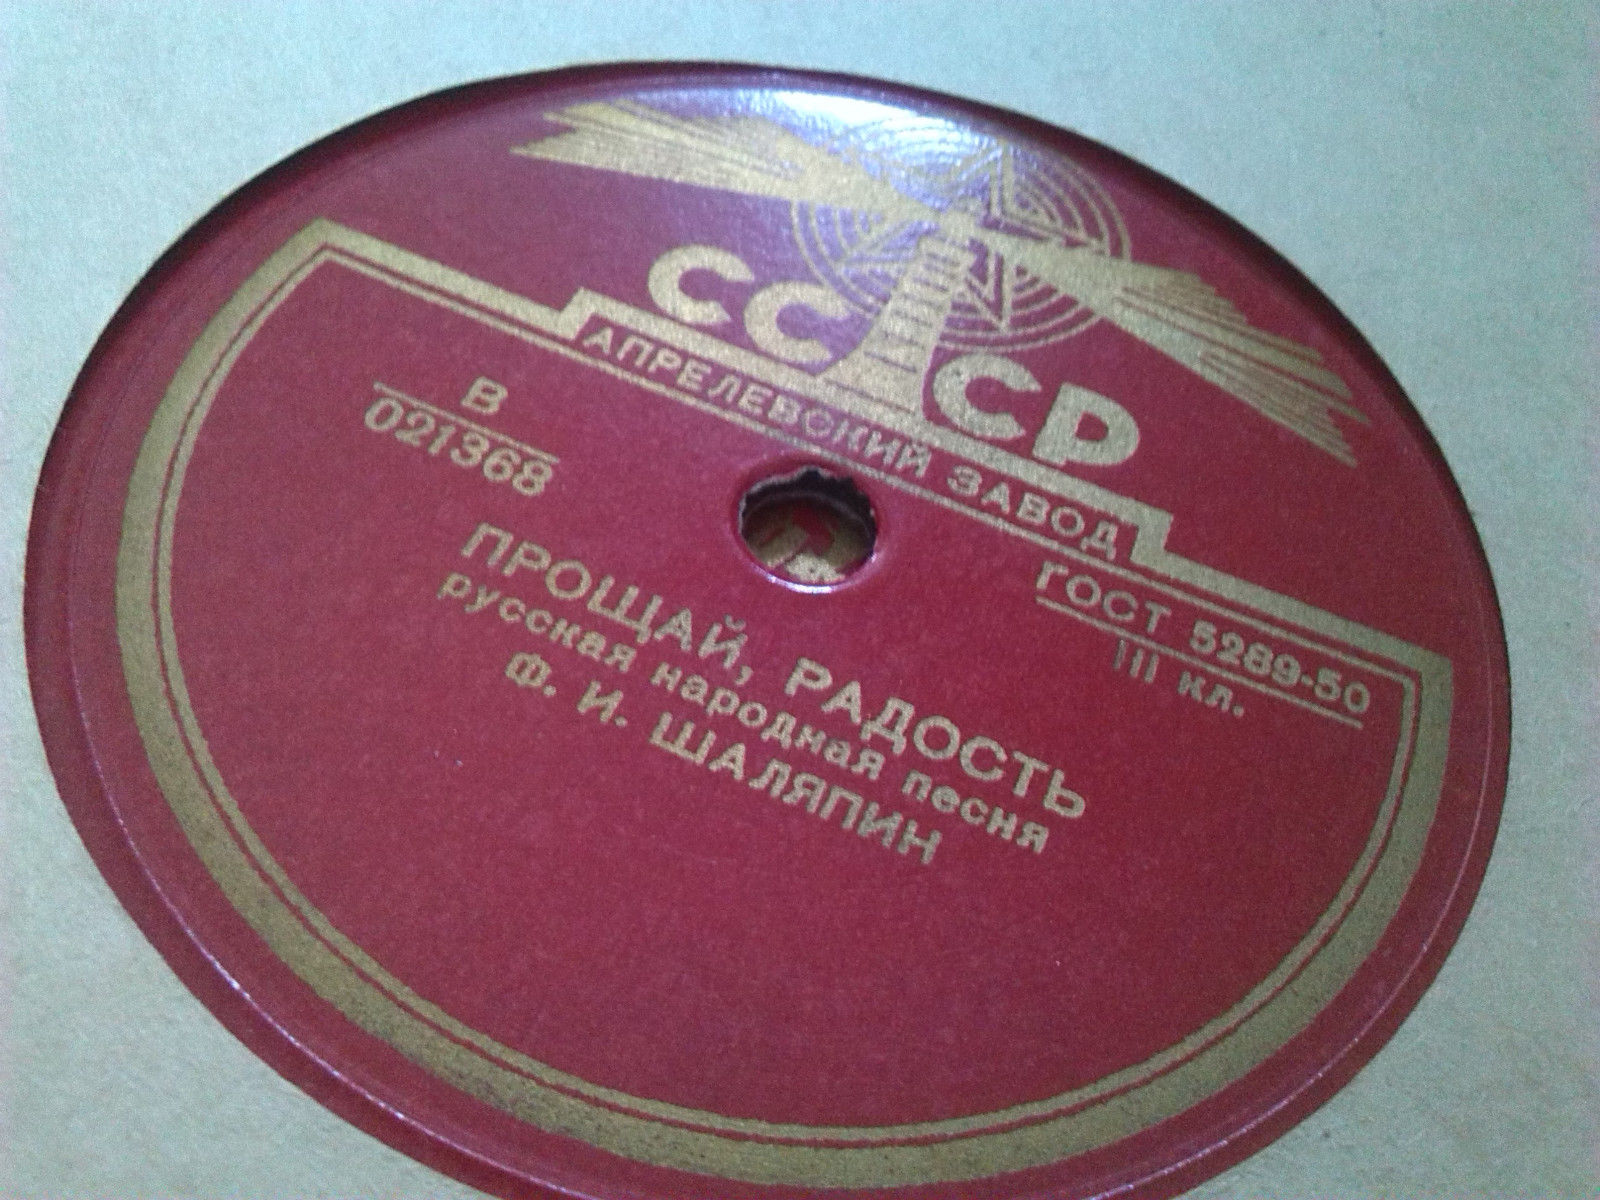 СССР
АПРЕЛЕВСКИЙ ЗАВОД
В
021368
ГОСТ 5289-50
III кл.
ПРОЩАЙ, РАДОСТЬ
русская народная песня
Ф. И. ШАЛЯПИН